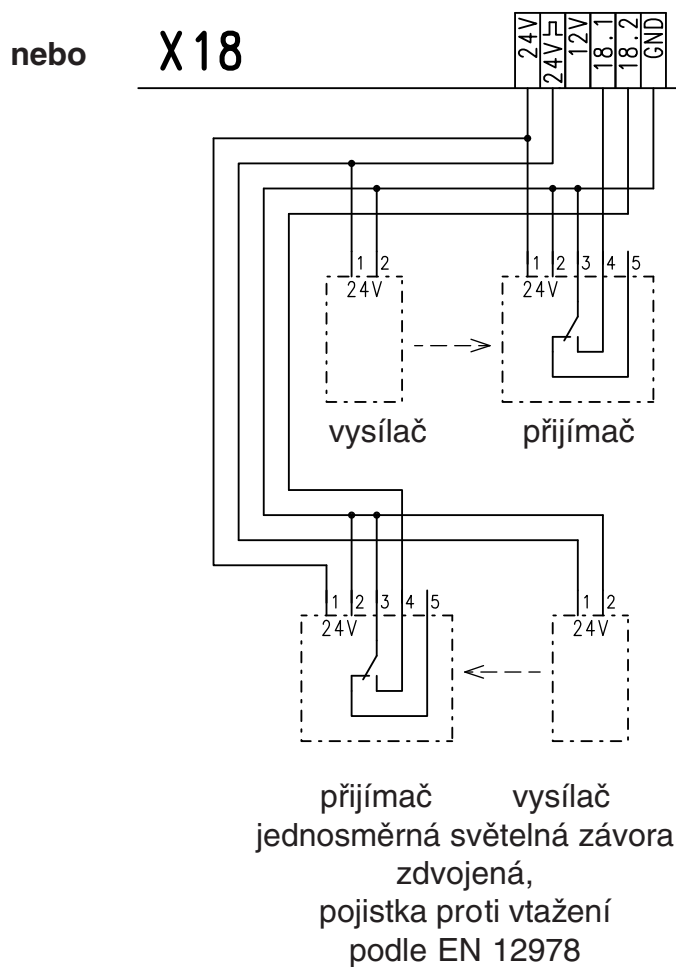 nebo X18
24V
24V
12V
18.1
18.2
GND
1 2
24V
1 2 3 4 5
24V
vysílač přijímač
1 2 3 4 5
24V
1 2
24V
přijímač vysílač
jednosměrná světelná závora
zdvojená,
pojistka proti vtažení
podle EN 12978